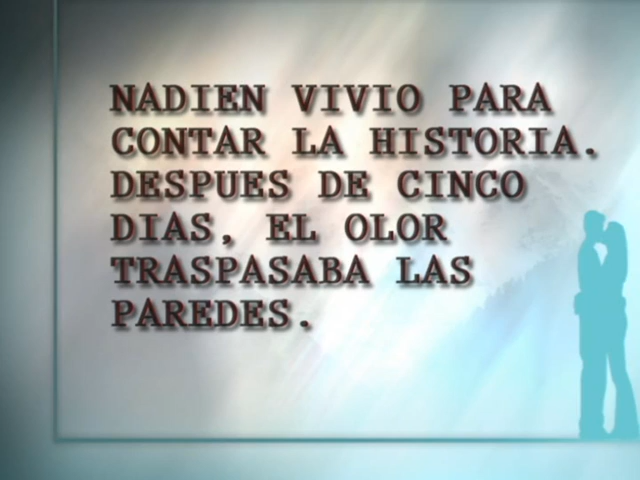 NADIEN VIVIO PARA
CONTAR LA HISTORIA.
DESPUES DE CINCO
DIAS, EL OLOR
TRASPASABA LAS
PAREDES.